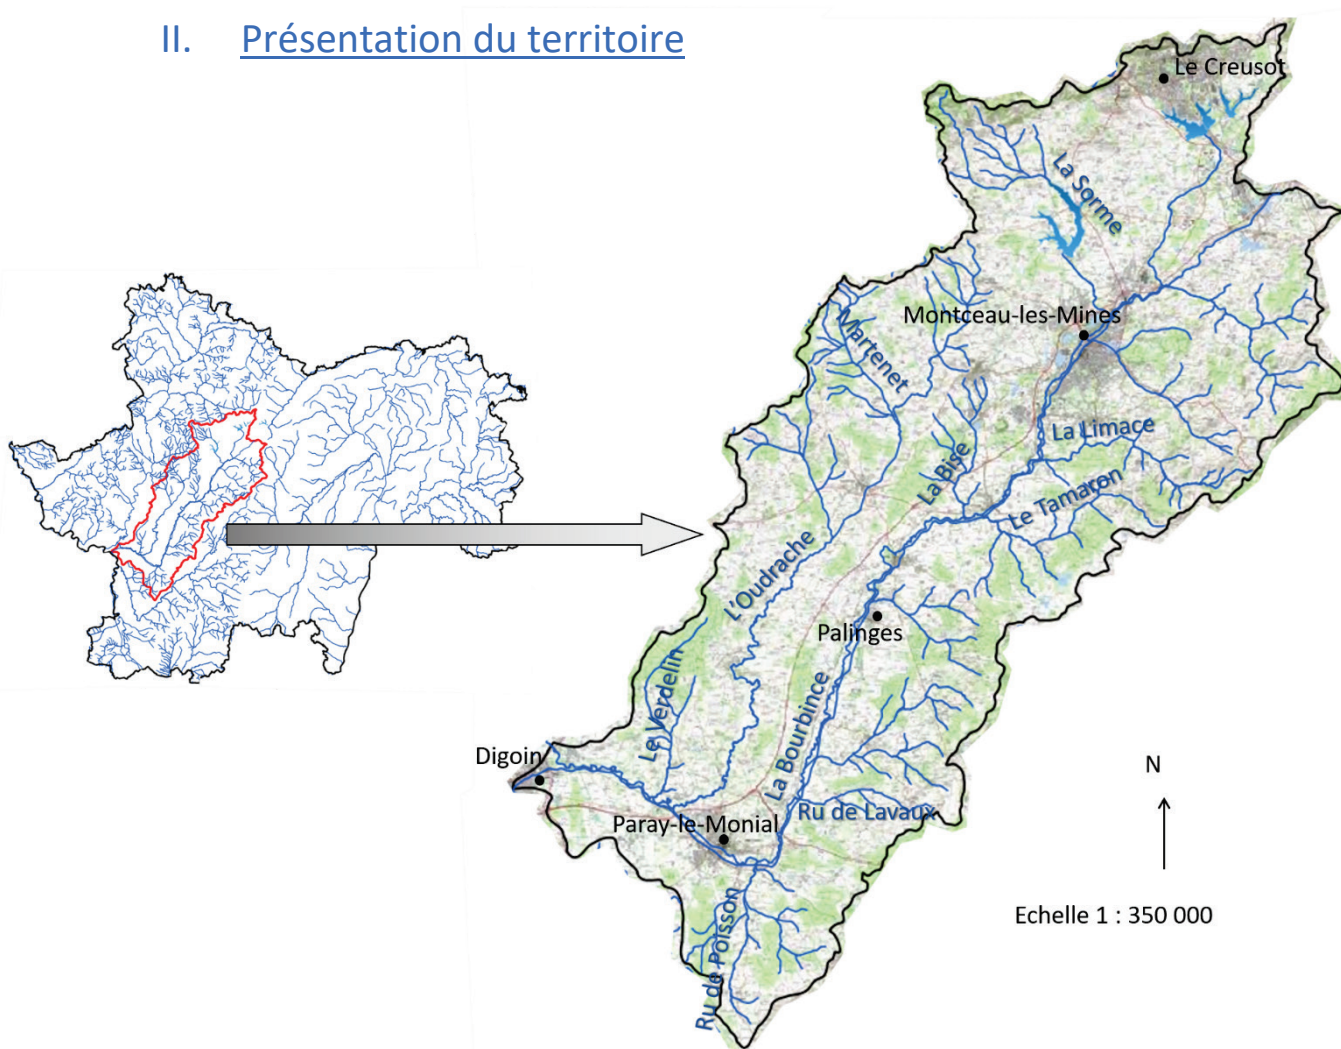 II. Présentation du territoire
Le Creusot
La Sorme
Montceau-les-Mines
Martenet
La Limace
La Bise
Le Tamaron
L'Oudrache
Palinges
Le Verdelin
La Bourbince
Digoin
N
Ru de Lavaux
Paray-le-Monial
Echelle 1 : 350 000
Ru de Poisson